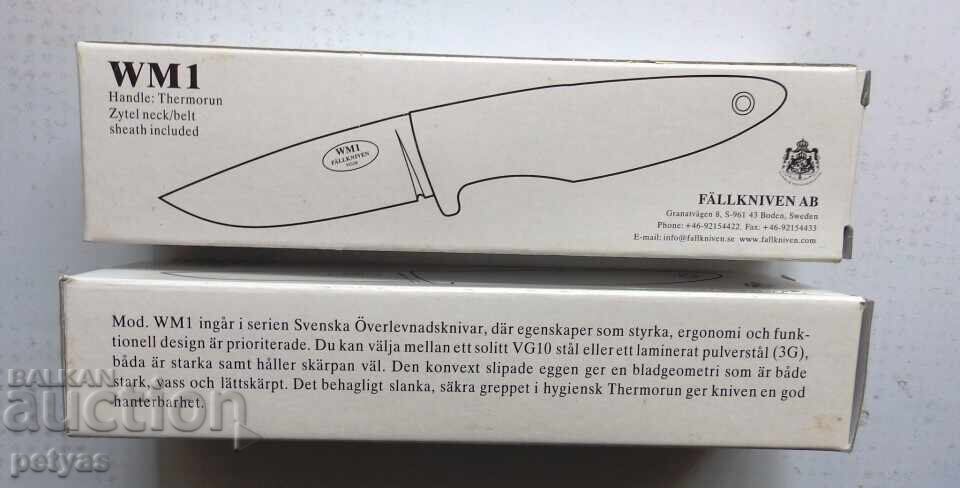 WM1
Handle: Thermorun
Zytel neck/belt
sheath included
WM1
FÄLLKNIVEN
VG10
FÄLLKNIVEN AB
Granatvägen 8, S-961 43 Boden, Sweden
Phone: +46-92154422. Fax: +46-92154433
E-mail: info@fallkniven.se www.fallkniven.com
Mod. WM1 ingår i serien Svenska Överlevnadsknivar, där egenskaper som styrka, ergonomi och funk-
tionell design är prioriterade. Du kan välja mellan ett solitt VG10 stål eller ett laminerat pulverstål (3G),
båda är starka samt håller skärpan väl. Den konvext slipade eggen ger en bladgeometri som är både
stark, vass och lättskärpt. Det behagligt slanka, säkra greppet i hygiensk Thermorun ger kniven en god
hanterbarhet.
BALKAN
auction
petyas